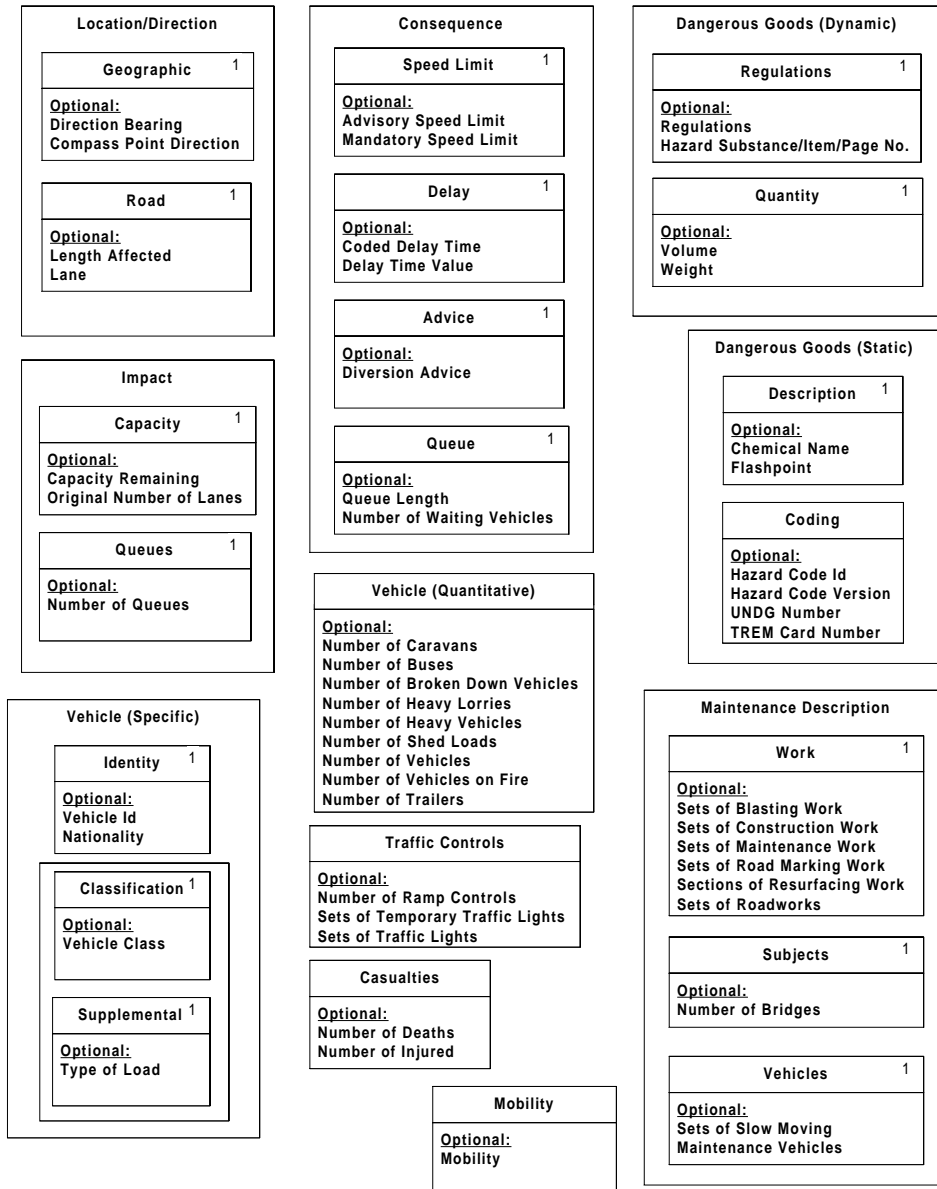 Location/Direction
Geographic 1
Optional:
Direction Bearing
Compass Point Direction
Road 1
Optional:
Length Affected
Lane
Impact
Capacity 1
Optional:
Capacity Remaining
Original Number of Lanes
Queues 1
Optional:
Number of Queues
Vehicle (Specific)
Identity 1
Optional:
Vehicle Id
Nationality
Classification 1
Optional:
Vehicle Class
Supplemental 1
Optional:
Type of Load
Consequence
Speed Limit 1
Optional:
Advisory Speed Limit
Mandatory Speed Limit
Delay 1
Optional:
Coded Delay Time
Delay Time Value
Advice 1
Optional:
Diversion Advice
Queue 1
Optional:
Queue Length
Number of Waiting Vehicles
Vehicle (Quantitative)
Optional:
Number of Caravans
Number of Buses
Number of Broken Down Vehicles
Number of Heavy Lorries
Number of Heavy Vehicles
Number of Shed Loads
Number of Vehicles
Number of Vehicles on Fire
Number of Trailers
Traffic Controls
Optional:
Number of Ramp Controls
Sets of Temporary Traffic Lights
Sets of Traffic Lights
Casualties
Optional:
Number of Deaths
Number of Injured
Mobility
Optional:
Mobility
Dangerous Goods (Dynamic)
Regulations 1
Optional:
Regulations
Hazard Substance/Item/Page No.
Quantity 1
Optional:
Volume
Weight
Dangerous Goods (Static)
Description 1
Optional:
Chemical Name
Flashpoint
Coding
Optional:
Hazard Code Id
Hazard Code Version
UNDG Number
TREM Card Number
Maintenance Description
Work 1
Optional:
Sets of Blasting Work
Sets of Construction Work
Sets of Maintenance Work
Sets of Road Marking Work
Sections of Resurfacing Work
Sets of Roadworks
Subjects 1
Optional:
Number of Bridges
Vehicles 1
Optional:
Sets of Slow Moving
Maintenance Vehicles